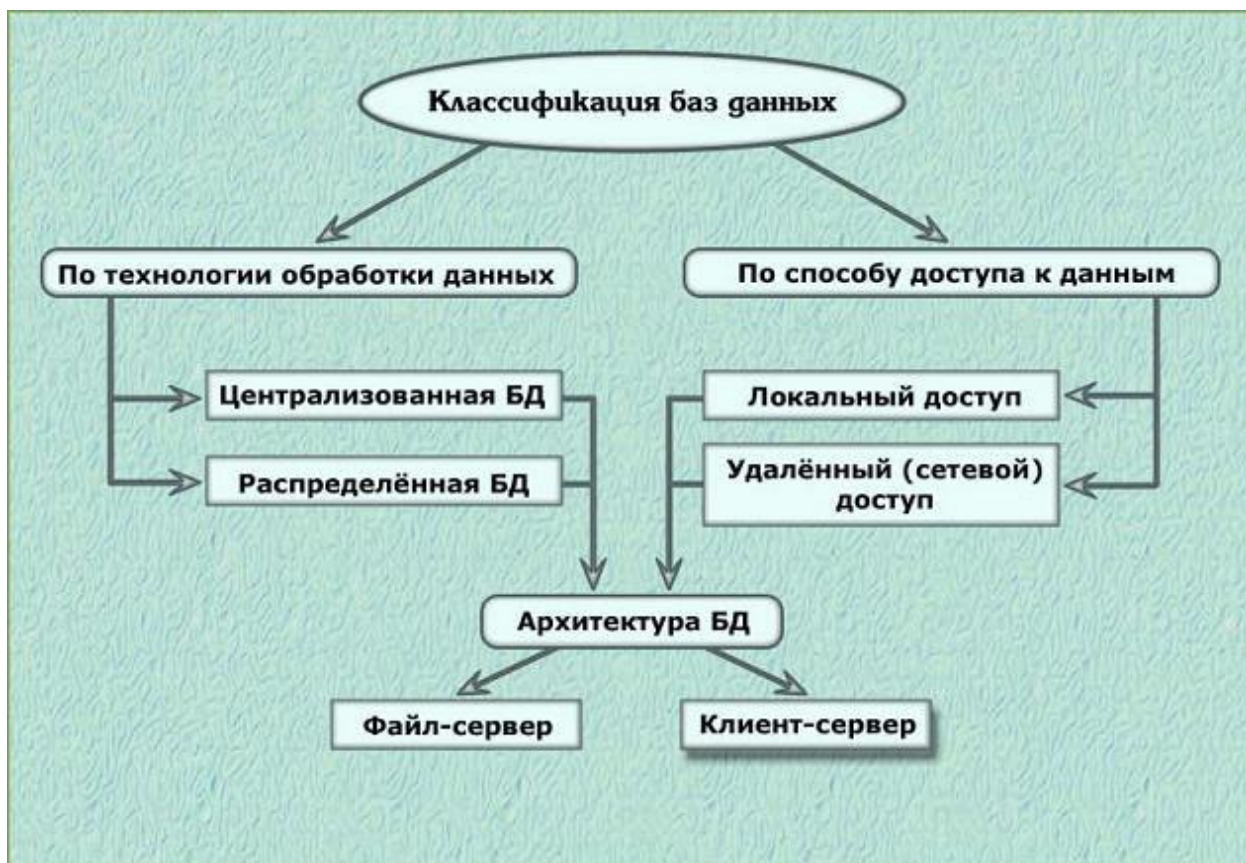 Классификация баз данных
По технологии обработки данных
По способу доступа к данным
Централизованная БД
Локальный доступ
Распределённая БД
Удалённый (сетевой)
доступ
Архитектура БД
Файл-сервер
Клиент-сервер